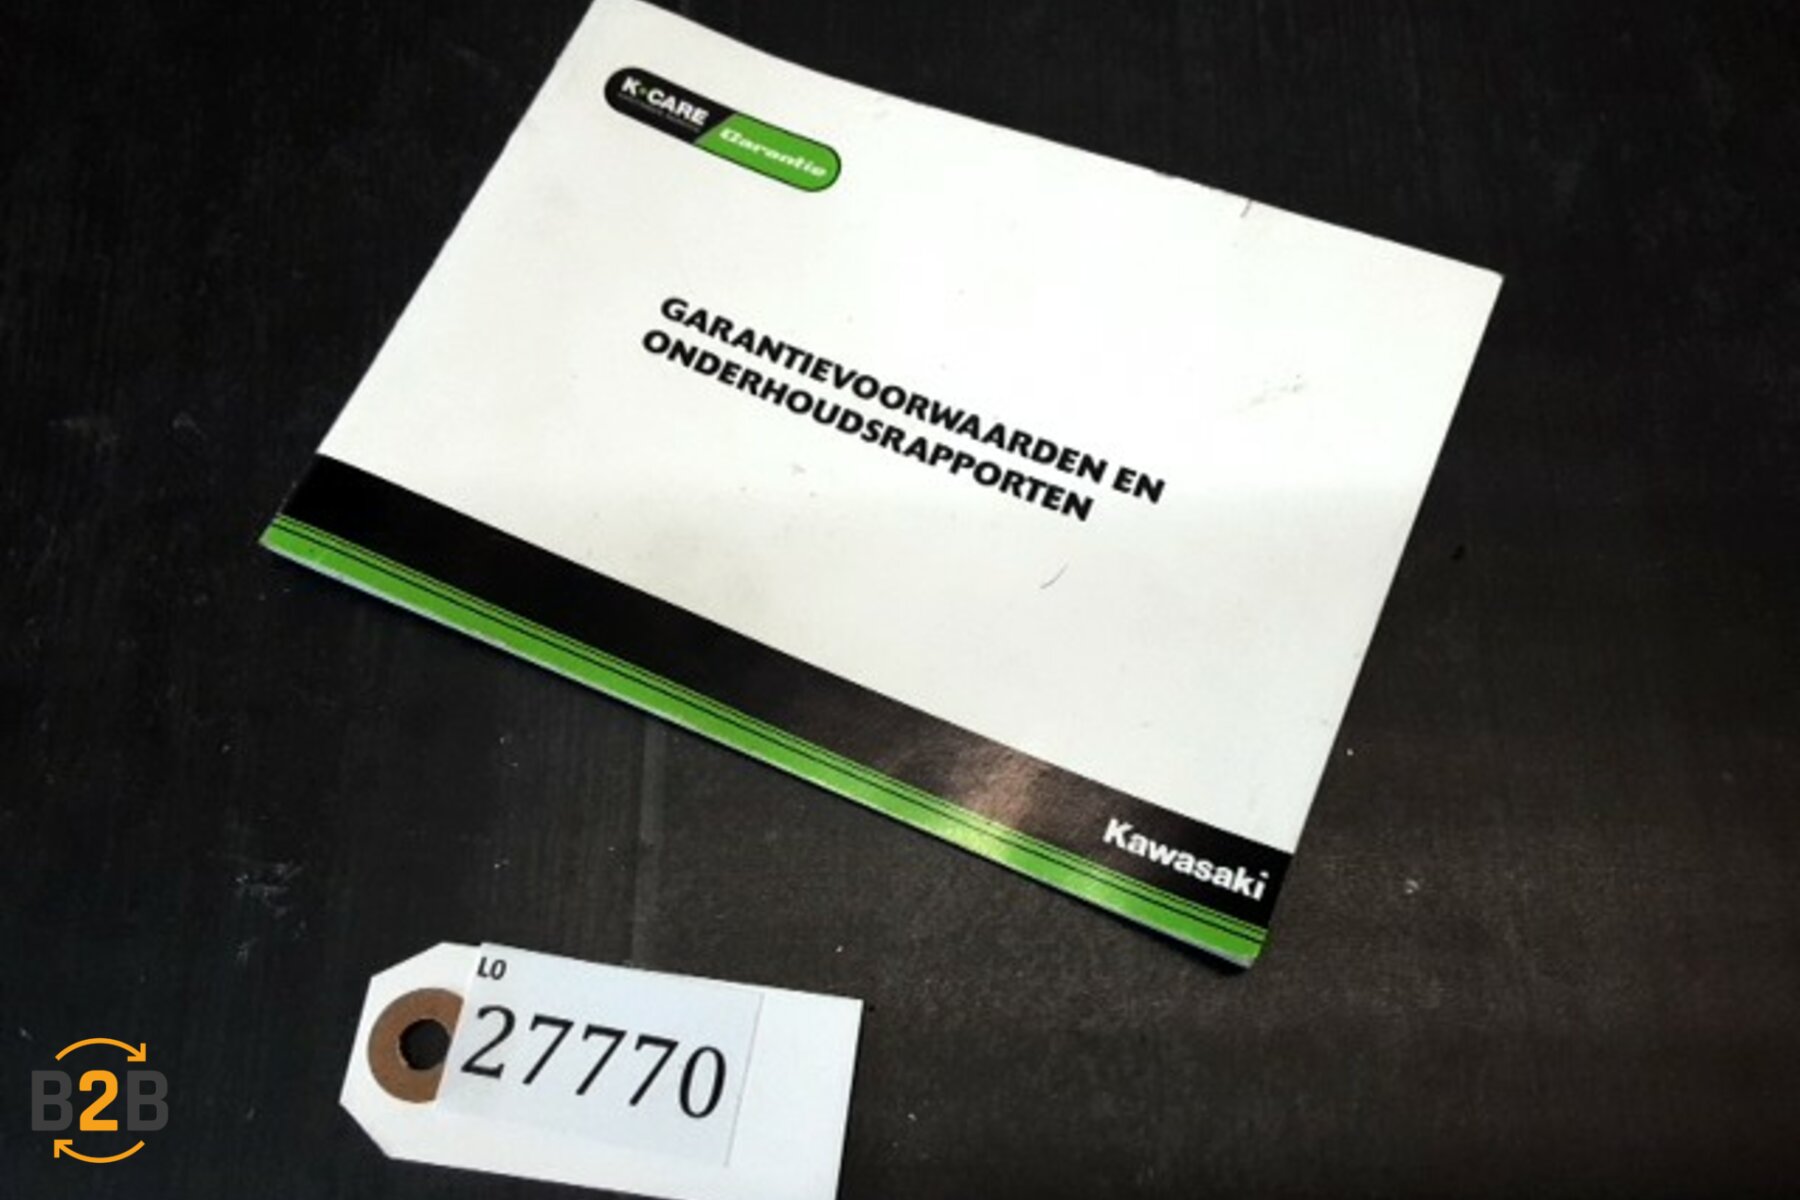 K-CARE
Garantie
GARANTIEVOORWAARDEN EN
ONDERHOUDSRAPPORTEN
Kawasaki
LO
27770
B2B